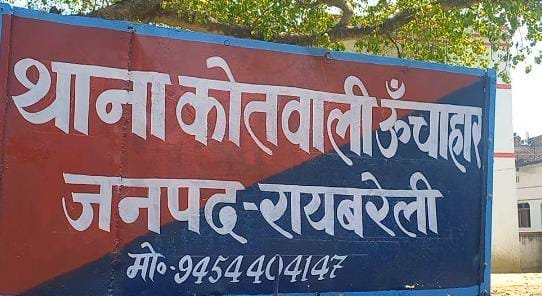 थाना कोतवाली ऊँचाहार
जनपद-रायबरेली
मो०-9454404147